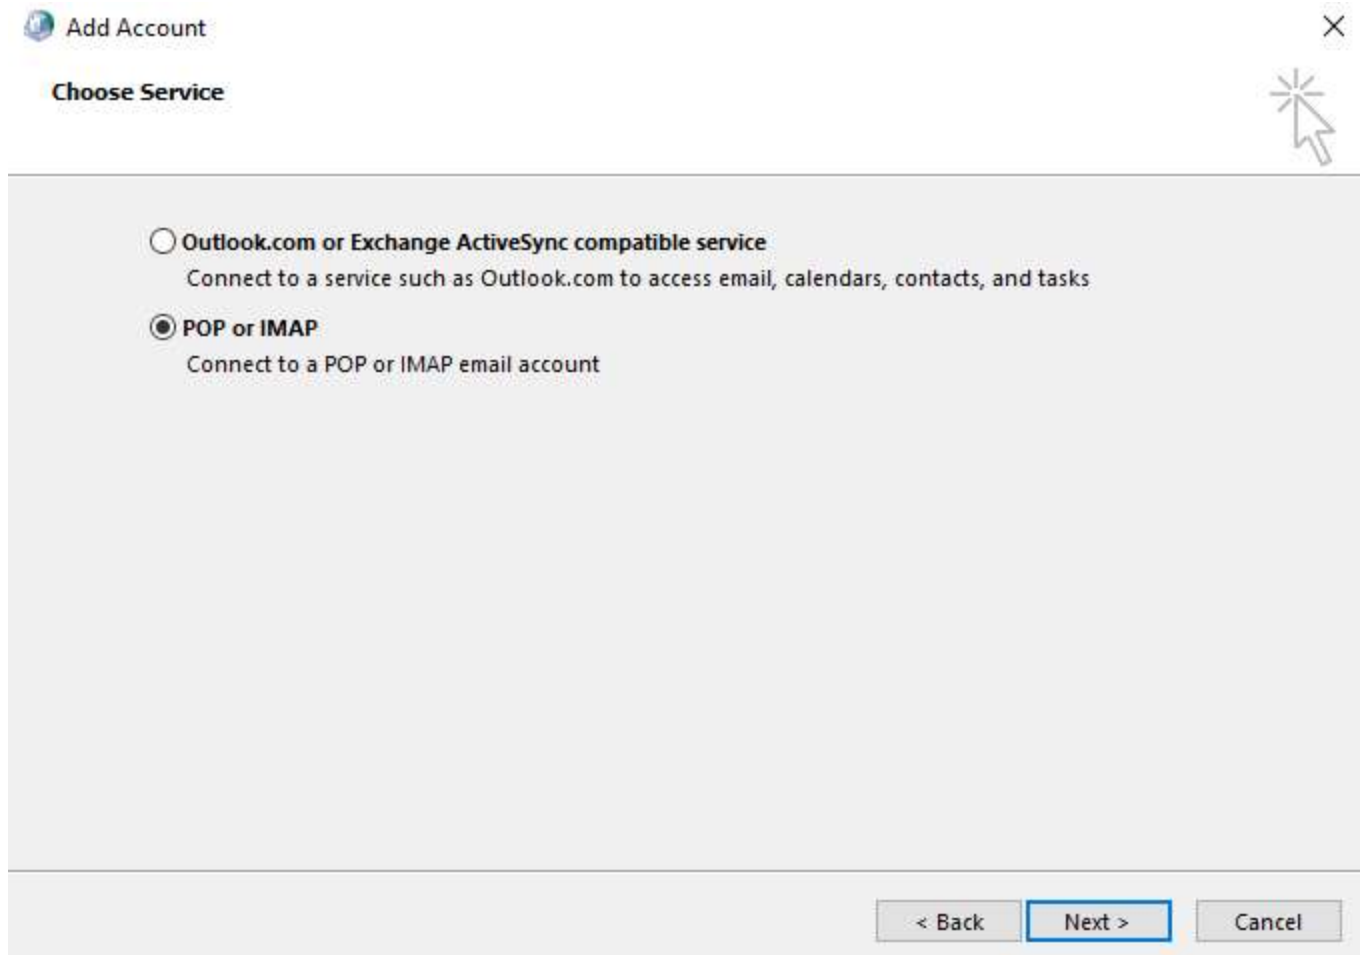 Add Account
Choose Service
Outlook.com or Exchange ActiveSync compatible service
Connect to a service such as Outlook.com to access email, calendars, contacts, and tasks
POP or IMAP
Connect to a POP or IMAP email account
< Back Next > Cancel